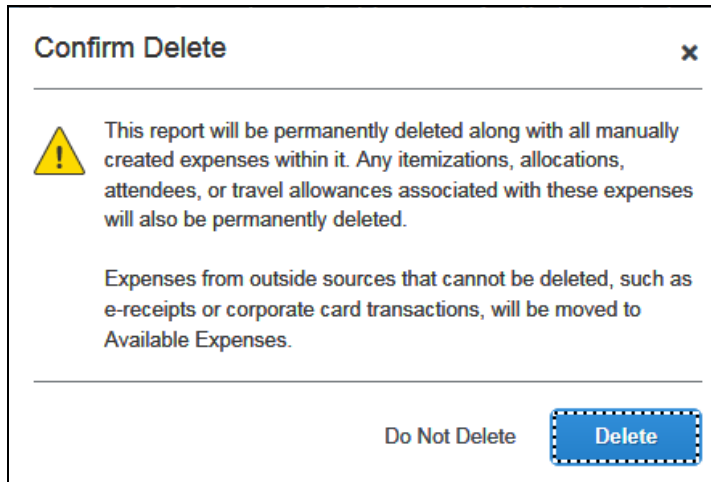 Confirm Delete
This report will be permanently deleted along with all manually
created expenses within it. Any itemizations, allocations,
attendees, or travel allowances associated with these expenses
will also be permanently deleted.
Expenses from outside sources that cannot be deleted, such as
e-receipts or corporate card transactions, will be moved to
Available Expenses.
Do Not Delete Delete